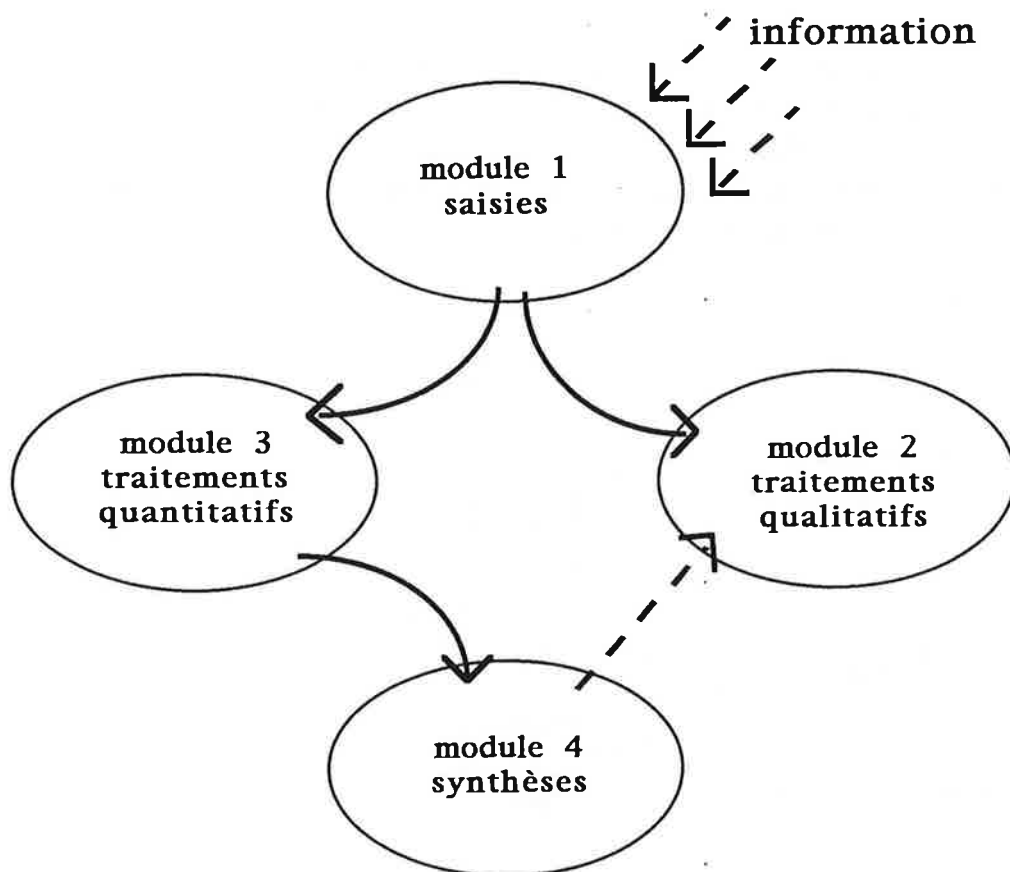 information
module 1
saisies
module 3
traitements
quantitatifs
module 2
traitements
qualitatifs
module 4
synthèses